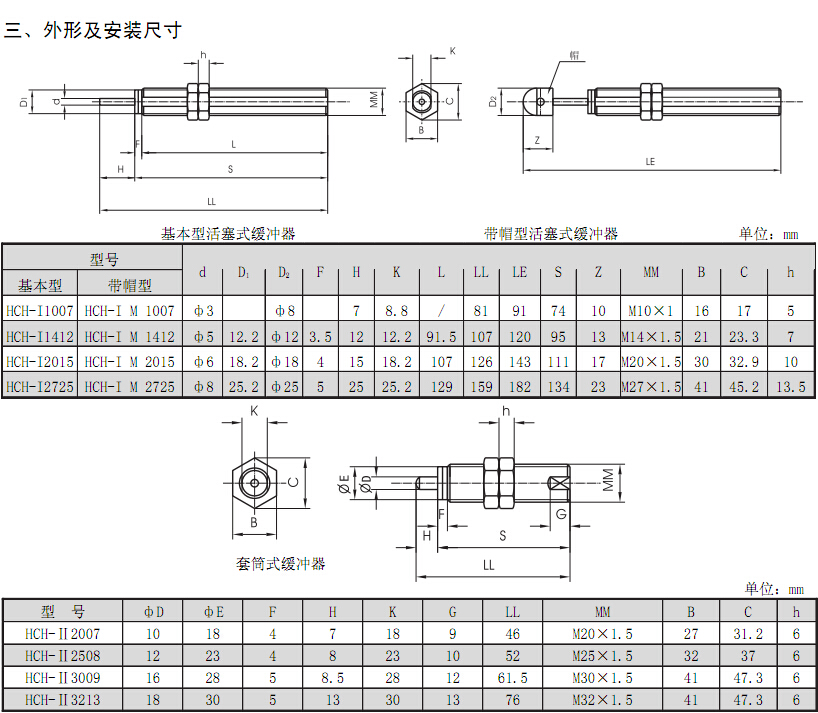 三、外形及安装尺寸
h K 帽
D1 d MM C D2
F L B Z
H S LE
LL
基本型活塞式缓冲器 带帽型活塞式缓冲器 单位：mm
型号 d D1 D2 F H K L LL LE S Z MM B C h
基本型 带帽型
HCH-I1007 HCH-I M 1007 φ3 φ8 7 8.8 / 81 91 74 10 M10×1 16 17 5
HCH-I1412 HCH-I M 1412 φ5 12.2 φ12 3.5 12 12.2 91.5 107 120 95 13 M14×1.5 21 23.3 7
HCH-I2015 HCH-I M 2015 φ6 18.2 φ18 4 15 18.2 107 126 143 111 17 M20×1.5 30 32.9 10
HCH-I2725 HCH-I M 2725 φ8 25.2 φ25 5 25 25.2 129 159 182 134 23 M27×1.5 41 45.2 13.5
K h
C ØE ØD MM
B F G
H S
套筒式缓冲器 LL
单位：mm
型 号 φD φE F H K G LL MM B C h
HCH-Ⅱ2007 10 18 4 7 18 9 46 M20×1.5 27 31.2 6
HCH-Ⅱ2508 12 23 4 8 23 10 52 M25×1.5 32 37 6
HCH-Ⅱ3009 16 28 5 8.5 28 12 61.5 M30×1.5 41 47.3 6
HCH-Ⅱ3213 18 30 5 13 30 13 76 M32×1.5 41 47.3 6